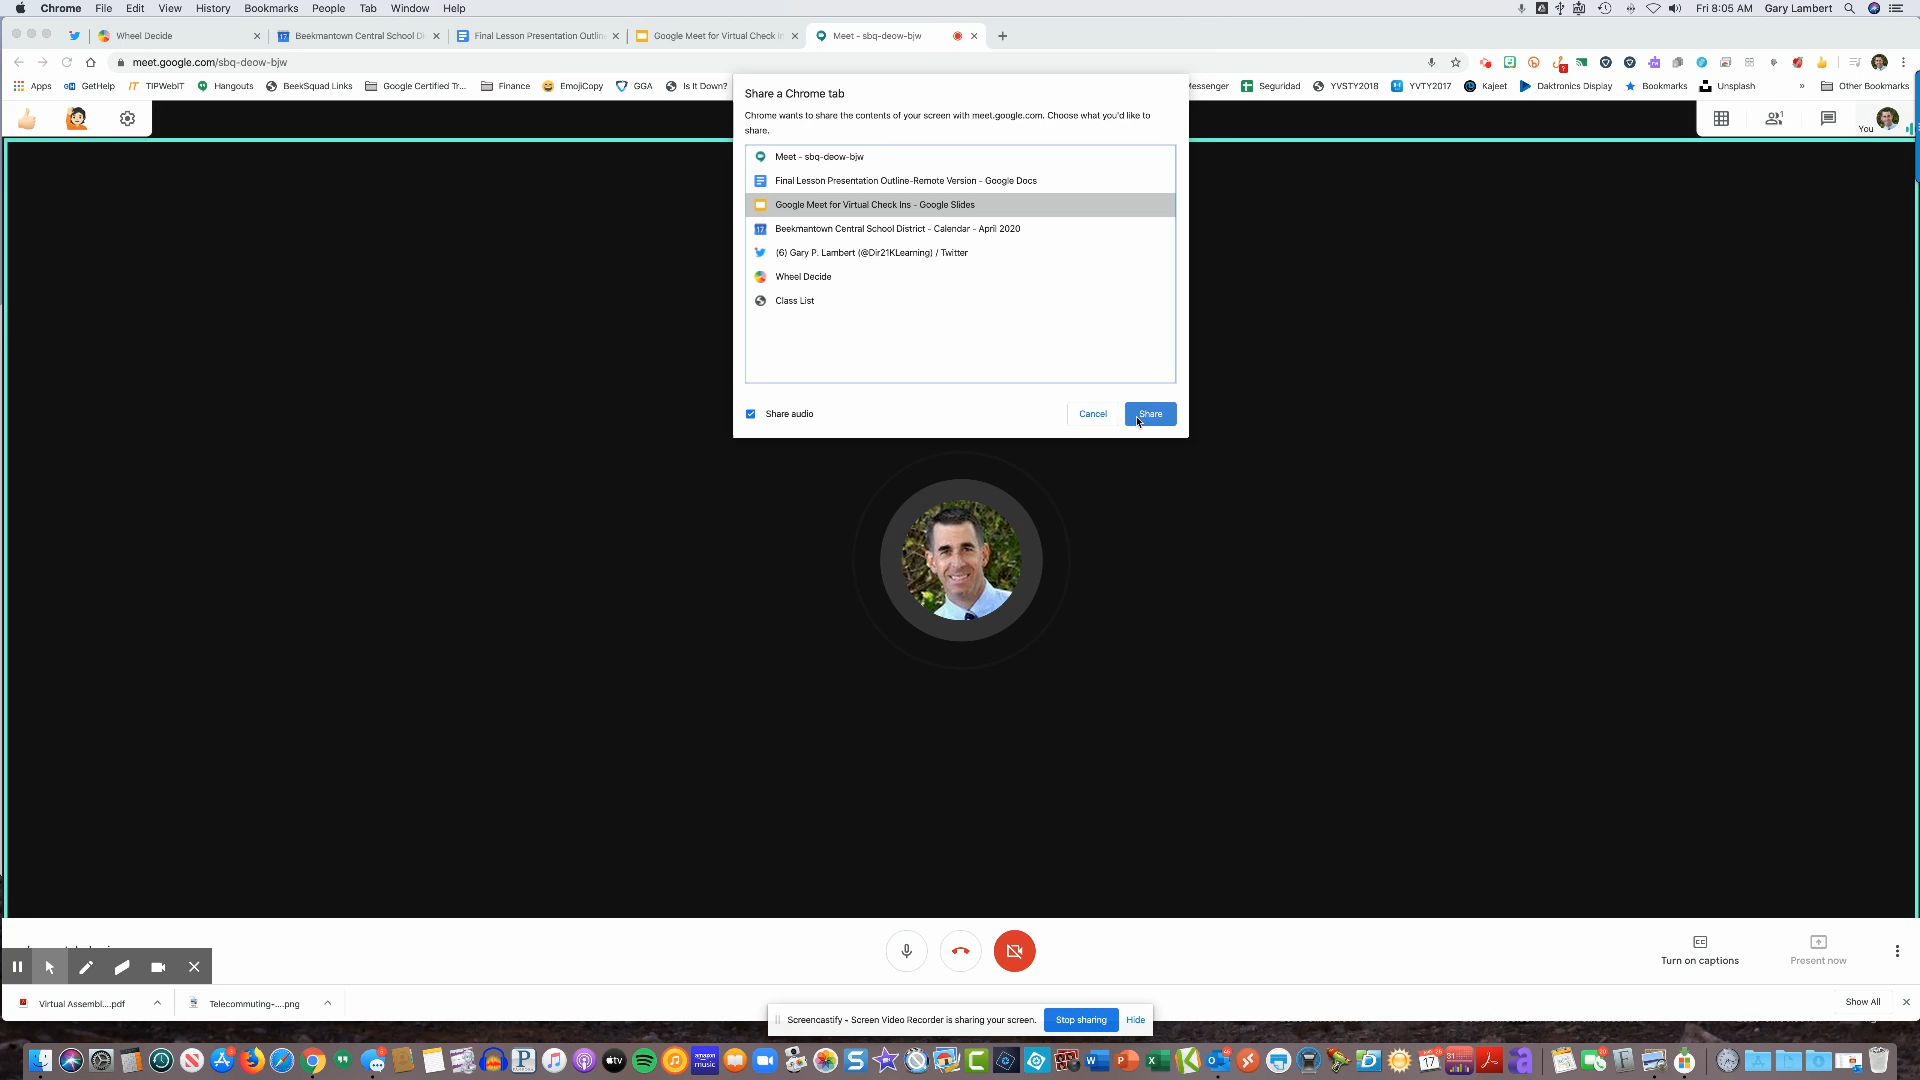 Chrome File Edit View History Bookmarks People Tab Window Help Fri 8:05 AM Gary Lambert
Wheel Decide Beekmantown Central School Di Final Lesson Presentation Outline Google Meet for Virtual Check In Meet - sbq-deow-bjw
meet.google.com/sbq-deow-bjw
Apps GetHelp TIPWebIT Hangouts BeekSquad Links Google Certified Tr... Finance EmojiCopy GGA Is It Down? Messenger Seguridad YVSTY2018 YVTY2017 Kajeet Daktronics Display Bookmarks Unsplash » Other Bookmarks
You
Share a Chrome tab
Chrome wants to share the contents of your screen with meet.google.com. Choose what you'd like to
share.
Meet - sbq-deow-bjw
Final Lesson Presentation Outline-Remote Version - Google Docs
Google Meet for Virtual Check Ins - Google Slides
Beekmantown Central School District - Calendar - April 2020
(6) Gary P. Lambert (@Dir21KLearning) / Twitter
Wheel Decide
Class List
Share audio Cancel Share
Turn on captions Present now
Virtual Assembl....pdf Telecommuting-....png Show All
Screencastify - Screen Video Recorder is sharing your screen. Stop sharing Hide